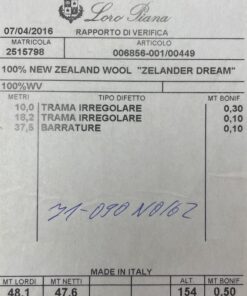 Loro Piana
07/04/2016 RAPPORTO DI VERIFICA
MATRICOLA ARTICOLO
2515798 006856-001/00449
100% NEW ZEALAND WOOL "ZELANDER DREAM"
100%WV
METRI TIPO DIFETTO MT BONIF
10,0 TRAMA IRREGOLARE 0,30
18,2 TRAMA IRREGOLARE 0,10
37,5 BARRATURE 0,10
71-090 N0162
MADE IN ITALY
MT LORDI MT NETTI ALT. MT BONIF
48,1 47,6 154 0,50